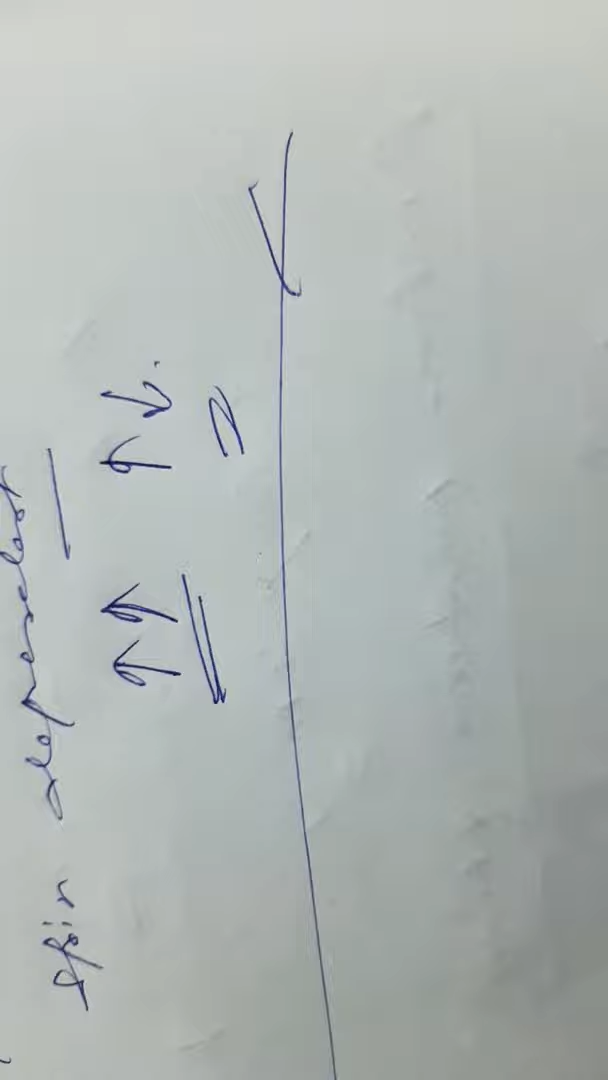 spin dependent
↑↑ ↑↓.